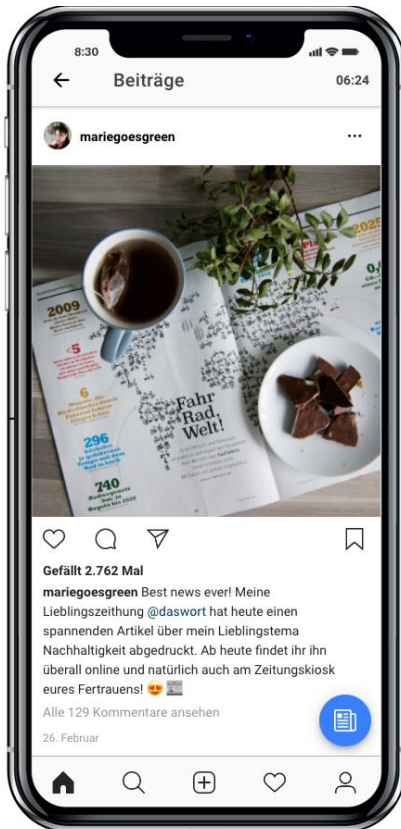 8:30
Beiträge
06:24
mariegoesgreen
2009
<5
6
296
740
Fahr
Rad,
Welt!
2025
Gefällt 2.762 Mal
mariegoesgreen Best news ever! Meine
Lieblingszeithung @daswort hat heute einen
spannenden Artikel über mein Lieblingstema
Nachhaltigkeit abgedruckt. Ab heute findet ihr ihn
überall online und natürlich auch am Zeitungskiosk
eures Fertrauens! 😍 📰
Alle 129 Kommentare ansehen
26. Februar